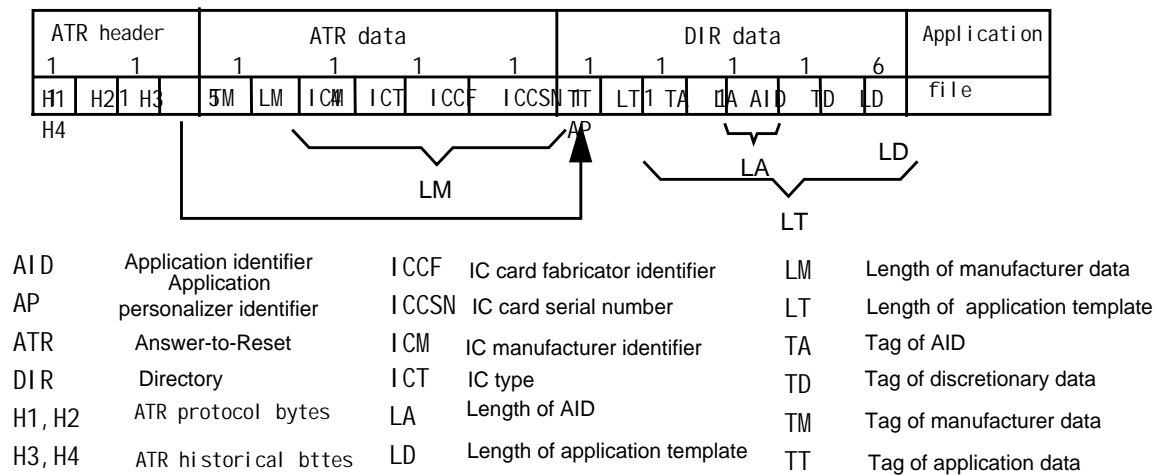 ATR header ATR data DIR data Application
1 1 1 1 1 1 1 1 1 1 6
H1 H2 1 H3 TM LM ICM ICT ICCF ICCSN TT LT 1 TA LA AID TD LD file
H4 AP
LM LA LD
LT
AID Application identifier ICCF IC card fabricator identifier LM Length of manufacturer data
AP Application personalizer identifier ICCSN IC card serial number LT Length of application template
ATR Answer-to-Reset ICM IC manufacturer identifier TA Tag of AID
DIR Directory ICT IC type TD Tag of discretionary data
H1,H2 ATR protocol bytes LA Length of AID TM Tag of manufacturer data
H3,H4 ATR historical bttes LD Length of application template TT Tag of application data